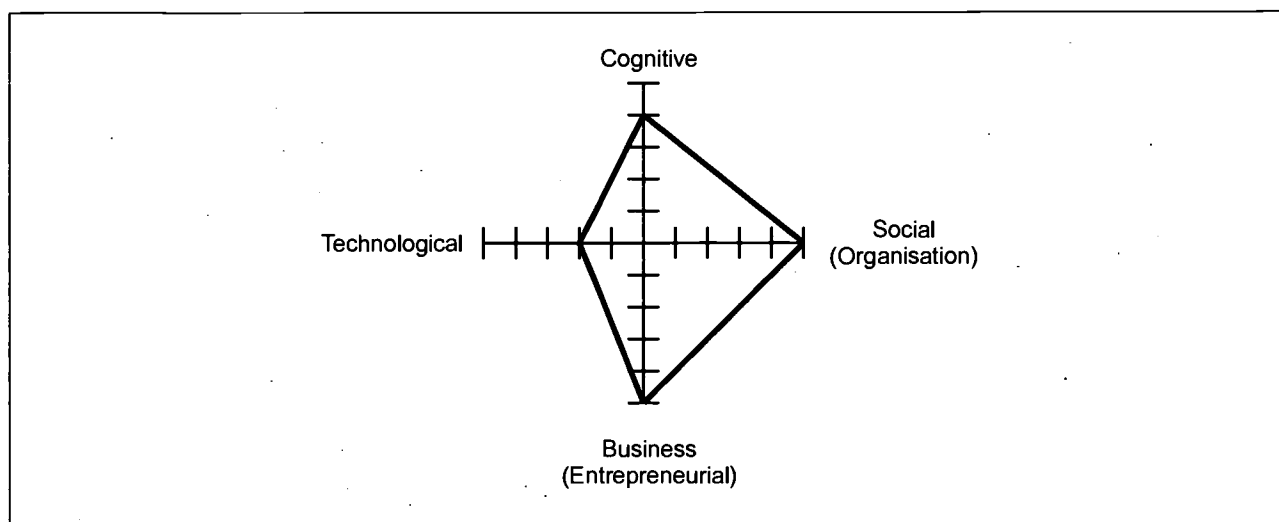 Cognitive
Technological
Social
(Organisation)
Business
(Entrepreneurial)